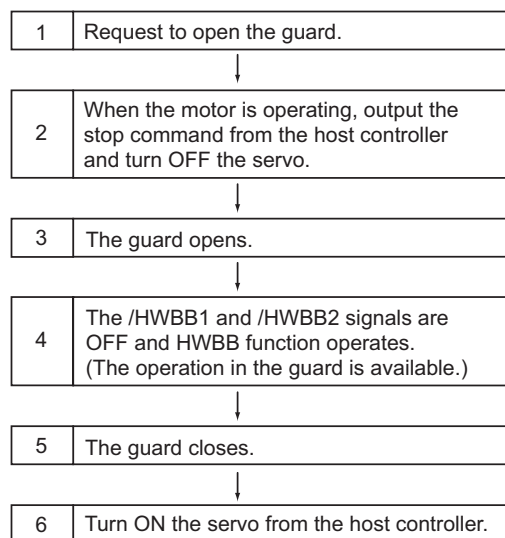 1 Request to open the guard.
2 When the motor is operating, output the
stop command from the host controller
and turn OFF the servo.
3 The guard opens.
4 The /HWBB1 and /HWBB2 signals are
OFF and HWBB function operates.
(The operation in the guard is available.)
5 The guard closes.
6 Turn ON the servo from the host controller.